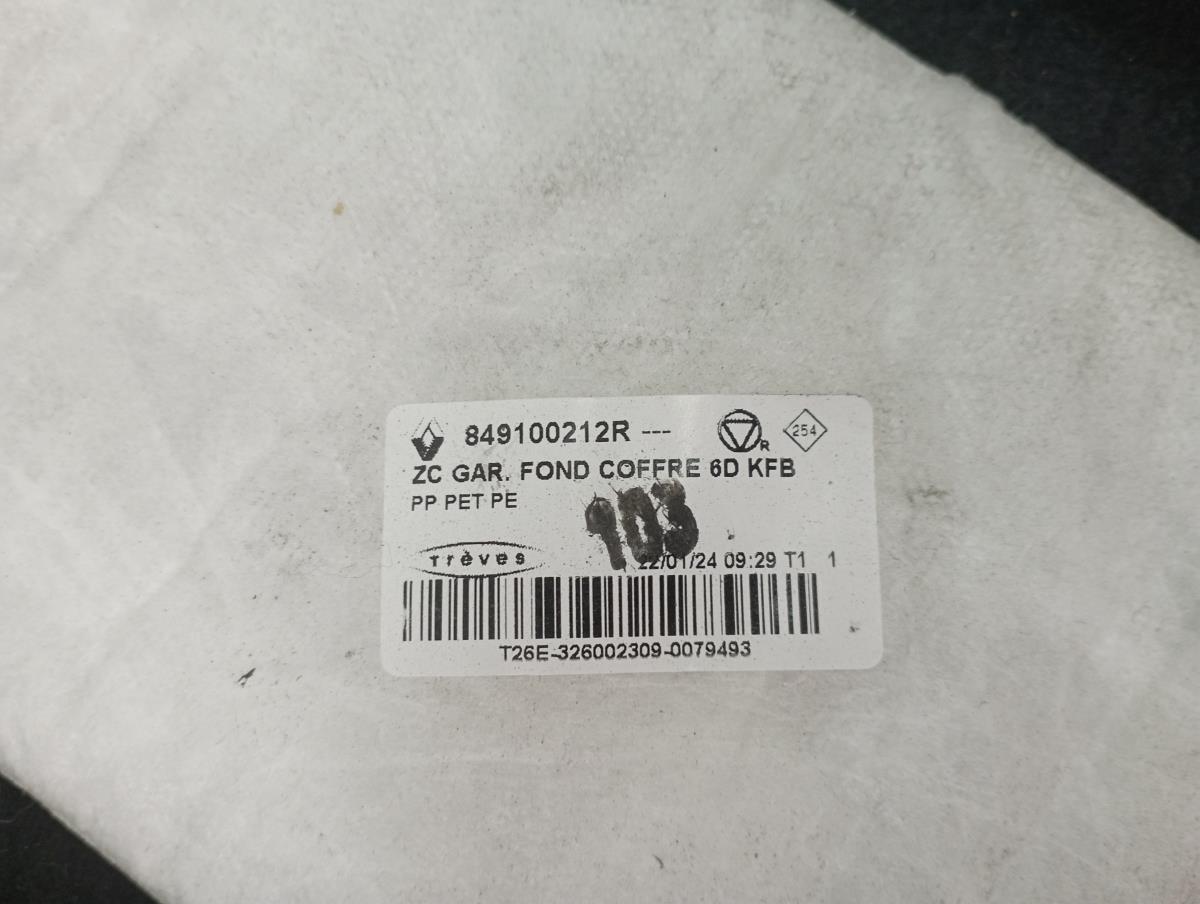 849100212R ---
R
254
ZC GAR. FOND COFFRE 6D KFB
PP PET PE
103
Trèves
22/01/24 09:29 T1 1
T26E-326002309-0079493